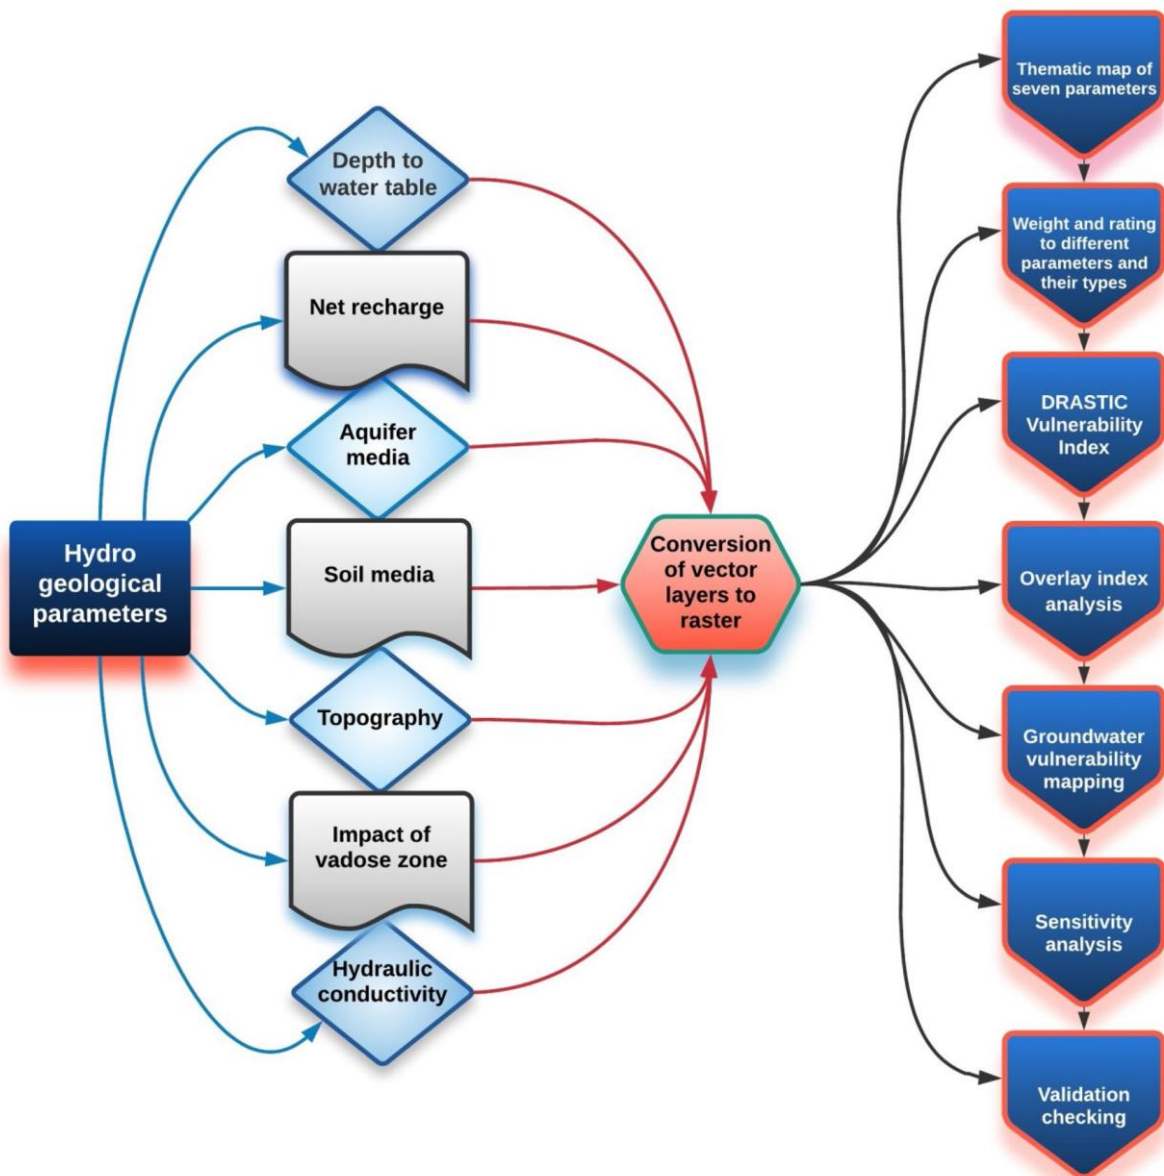 Hydro
geological
parameters
Depth to
water table
Net recharge
Aquifer
media
Soil media
Topography
Impact of
vadose zone
Hydraulic
conductivity
Conversion
of vector
layers to
raster
Thematic map of
seven parameters
Weight and rating
to different
parameters and
their types
DRASTIC
Vulnerability
Index
Overlay index
analysis
Groundwater
vulnerability
mapping
Sensitivity
analysis
Validation
checking